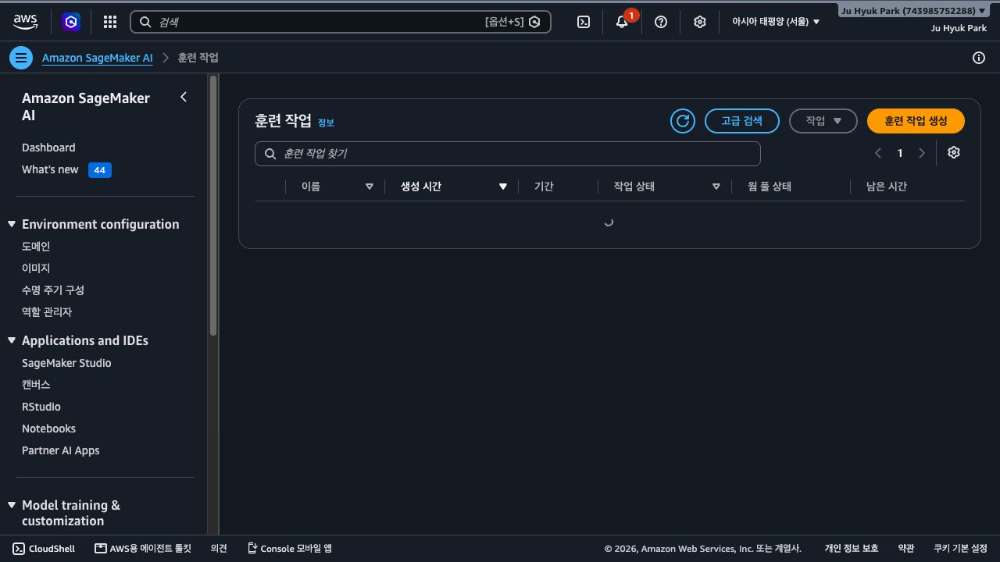 aws
검색
[옵션+S]
1
아시아 태평양 (서울)
Ju Hyuk Park (743985752288)
Ju Hyuk Park
Amazon SageMaker AI
훈련 작업
Amazon SageMaker
AI
Dashboard
What's new 44
Environment configuration
도메인
이미지
수명 주기 구성
역할 관리자
Applications and IDEs
SageMaker Studio
캔버스
RStudio
Notebooks
Partner AI Apps
Model training &
customization
훈련 작업 정보
고급 검색
작업
훈련 작업 생성
훈련 작업 찾기
1
이름 생성 시간 기간 작업 상태 웜 풀 상태 남은 시간
CloudShell AWS용 에이전트 툴킷 의견 Console 모바일 앱 © 2026, Amazon Web Services, Inc. 또는 계열사. 개인 정보 보호 약관 쿠키 기본 설정